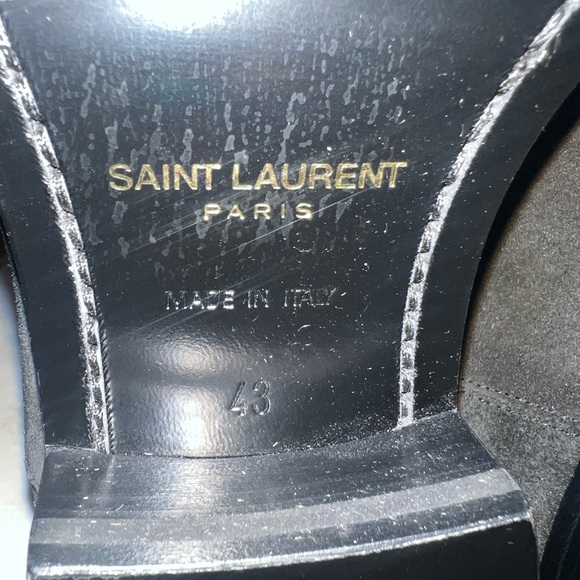 SAINT LAURENT
PARIS
MADE IN ITALY
43